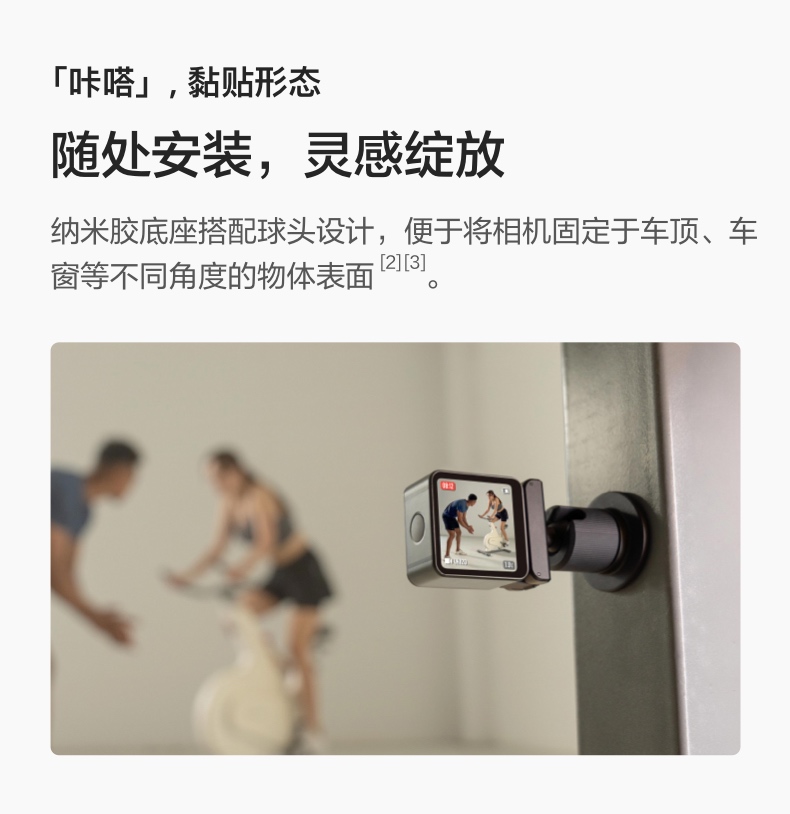 「咔嗒」, 黏贴形态
随处安装，灵感绽放
纳米胶底座搭配球头设计，便于将相机固定于车顶、车
窗等不同角度的物体表面[2][3]。